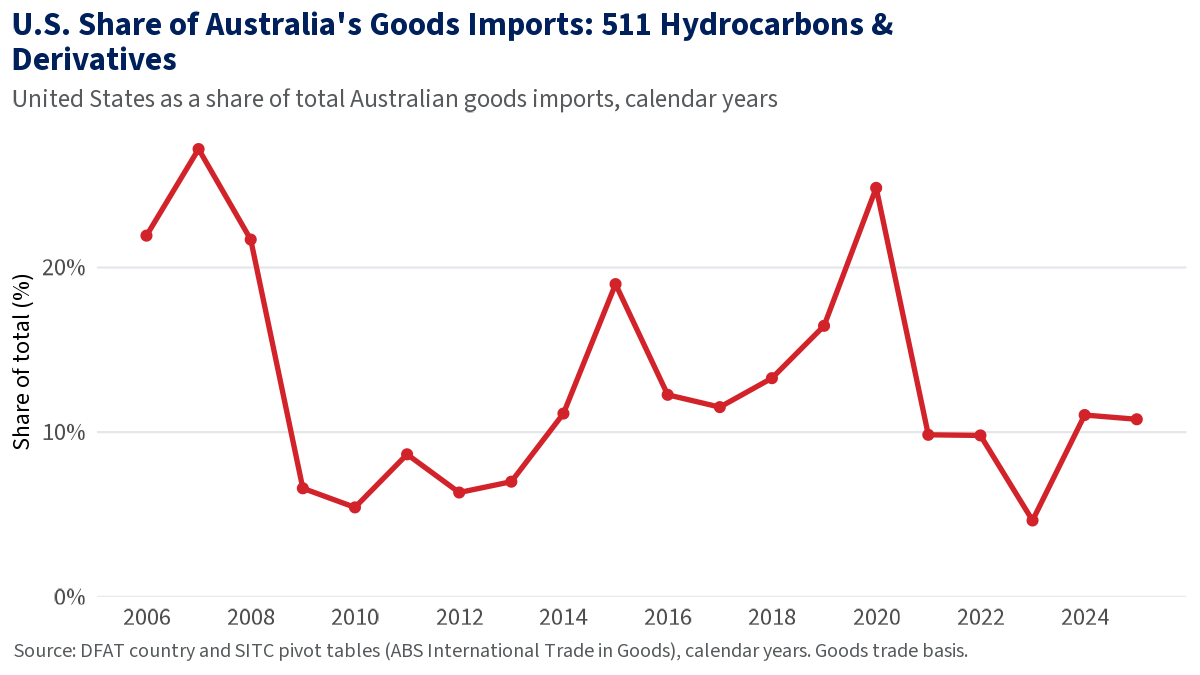 U.S. Share of Australia's Goods Imports: 511 Hydrocarbons &
Derivatives
United States as a share of total Australian goods imports, calendar years
Share of total (%)
20%
10%
0%
2006 2008 2010 2012 2014 2016 2018 2020 2022 2024
Source: DFAT country and SITC pivot tables (ABS International Trade in Goods), calendar years. Goods trade basis.